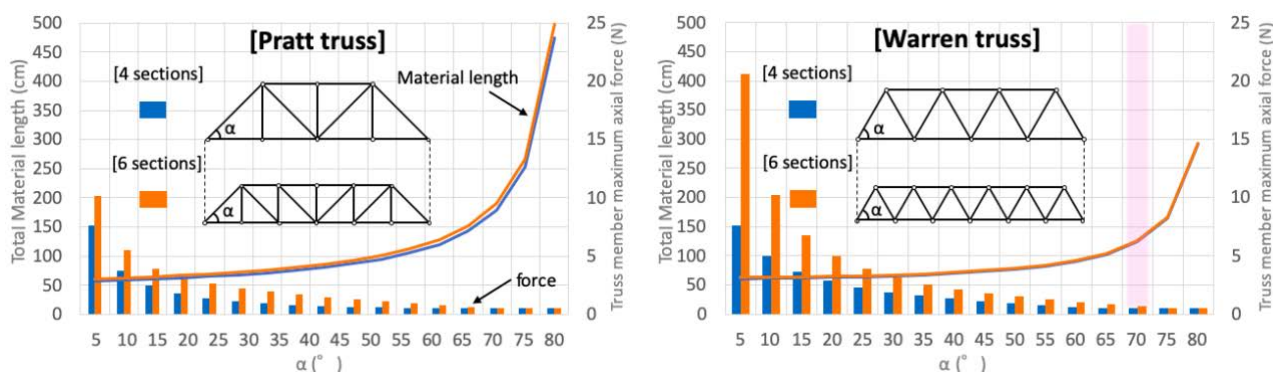 [Pratt truss]
[4 sections]
[6 sections]
Material length
force
α
α
Total Material length (cm)
500
450
400
350
300
250
200
150
100
50
0
Truss member maximum axial force (N)
25
20
15
10
5
0
5 10 15 20 25 30 35 40 45 50 55 60 65 70 75 80
α (°)
[Warren truss]
[4 sections]
[6 sections]
α
α
Total Material length (cm)
500
450
400
350
300
250
200
150
100
50
0
Truss member maximum axial force (N)
25
20
15
10
5
0
5 10 15 20 25 30 35 40 45 50 55 60 65 70 75 80
α (°)